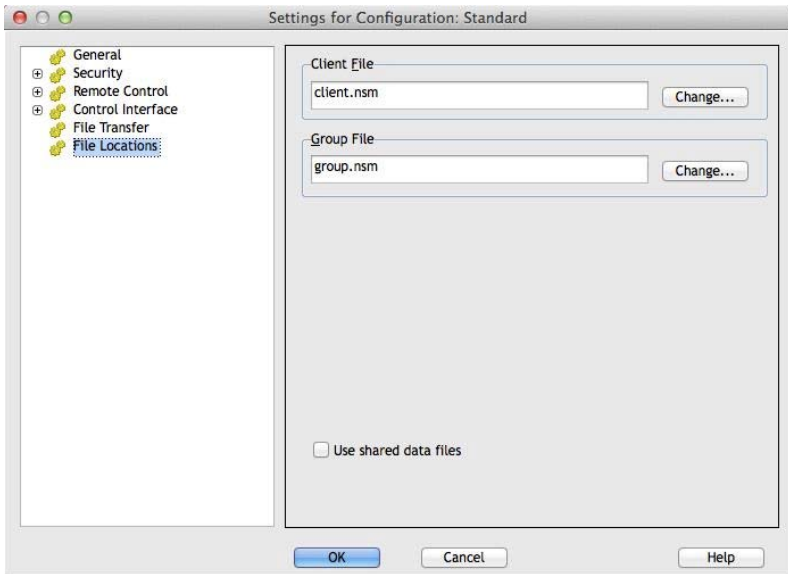 Settings for Configuration: Standard
General
Security
Remote Control
Control Interface
File Transfer
File Locations
Client File
client.nsm
Change...
Group File
group.nsm
Change...
Use shared data files
OK
Cancel
Help